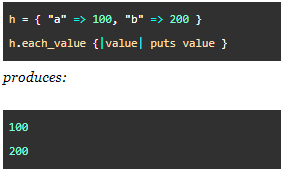 h = { "a" => 100, "b" => 200 }
h.each_value {|value| puts value }
produces:
100
200